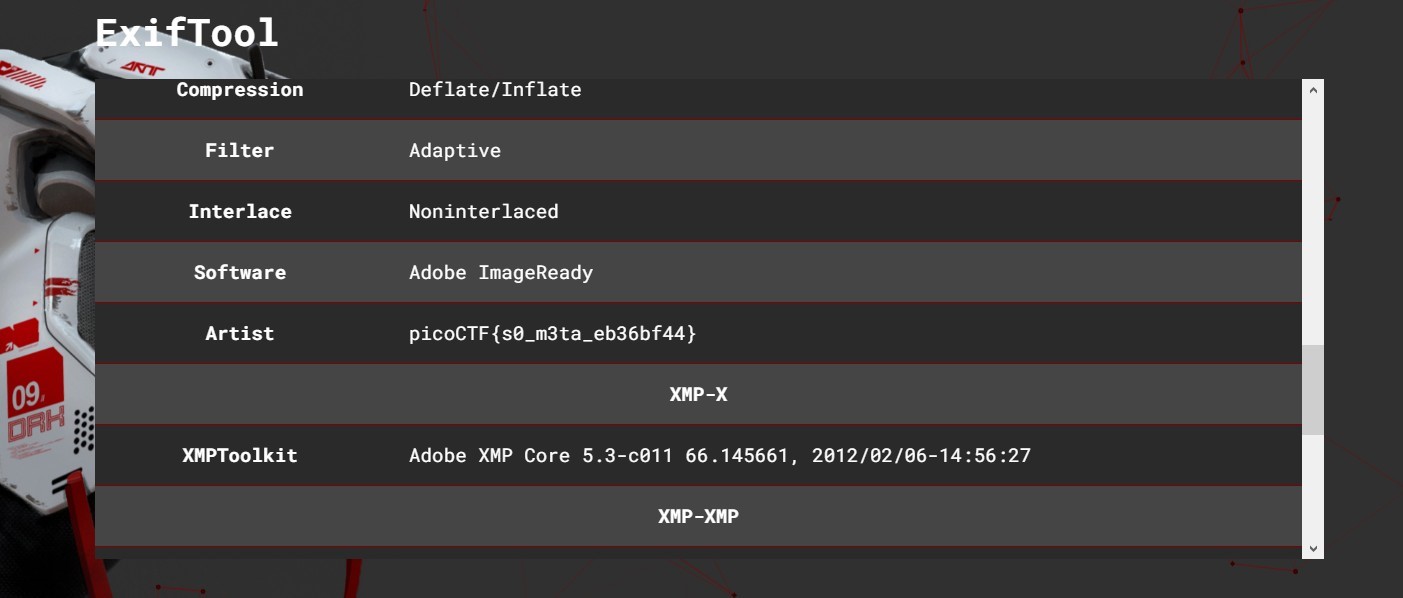 ExifTool
ANT
Compression Deflate/Inflate
Filter Adaptive
Interlace Noninterlaced
Software Adobe ImageReady
Artist picoCTF{s0_m3ta_eb36bf44}
XMP-X
09.
DRK
XMPToolkit Adobe XMP Core 5.3-c011 66.145661, 2012/02/06-14:56:27
XMP-XMP